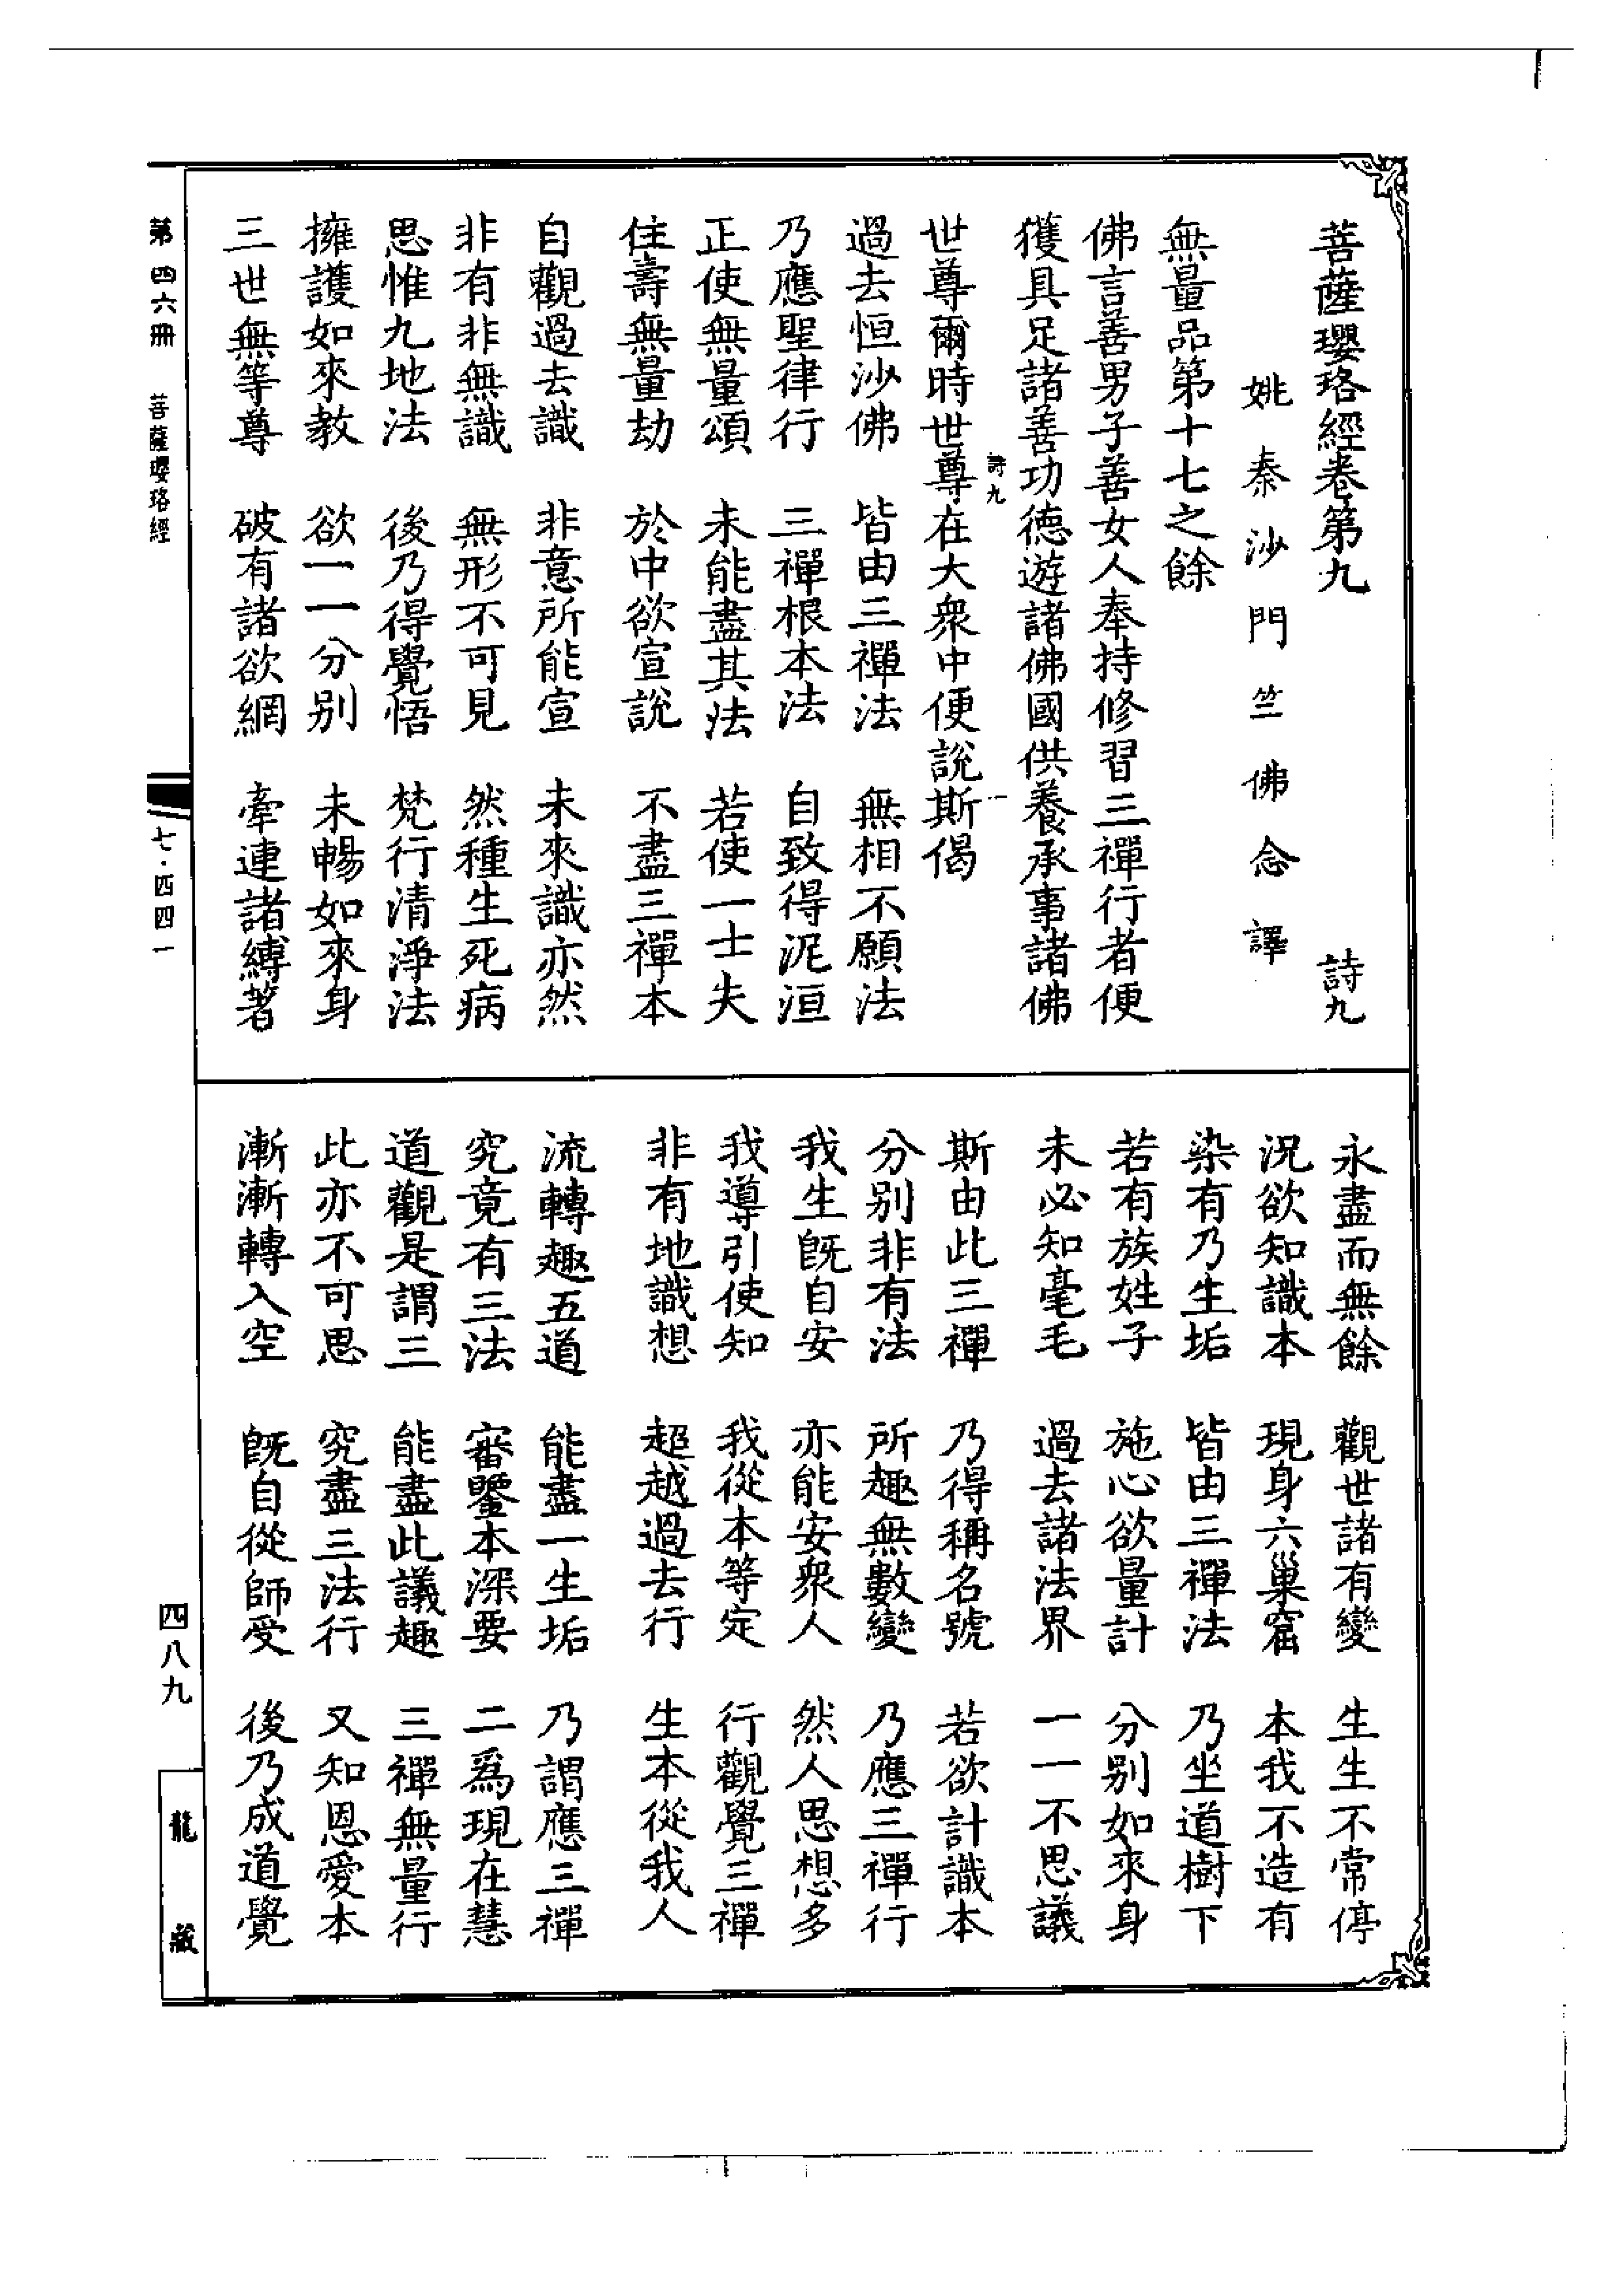 菩薩瓔珞經卷第九　詩九
姚秦沙門竺佛念譯
無量品第十七之餘
佛言善男子善女人奉持修習三禪行者便
獲具足諸善功德遊諸佛國供養承事諸佛
詩九　一
世尊爾時世尊在大衆中便說斯偈
過去恒沙佛　皆由三禪法　無相不願法
乃應聖律行　三禪根本法　自致得泥洹
正使無量頌　未能盡其法　若使一士夫
住壽無量劫　於中欲宣說　不盡三禪本
自觀過去識　非意所能宣　未來識亦然
非有非無識　無形不可見　然種生死病
思惟九地法　後乃得覺悟　梵行清淨法
擁護如來教　欲一一分別　未暢如來身
三世無等尊　破有諸欲網　牽連諸縛著
永盡而無餘　觀世諸有變　生生不常停
況欲知識本　現身六巢窟　本我不造有
染有乃生垢　皆由三禪法　乃坐道樹下
若有族姓子　施心欲量計　分別如來身
未必知毫毛　過去諸法界　一一不思議
斯由此三禪　乃得稱名號　若欲計識本
分別非有法　所趣無數變　乃應三禪行
我生既自安　亦能安衆人　然人思想多
我導引使知　我從本等定　行觀覺三禪
非有地識想　超越過去行　生本從我人
流轉趣五道　能盡一生垢　乃謂應三禪
究竟有三法　審鑒本深要　二爲現在慧
道觀是謂三　能盡此議趣　三禪無量行
此亦不可思　究盡三法行　又知恩愛本
漸漸轉入空　既自從師受　後乃成道覺
第四六冊　菩薩瓔珞經　七·四四一　四八九　龍藏